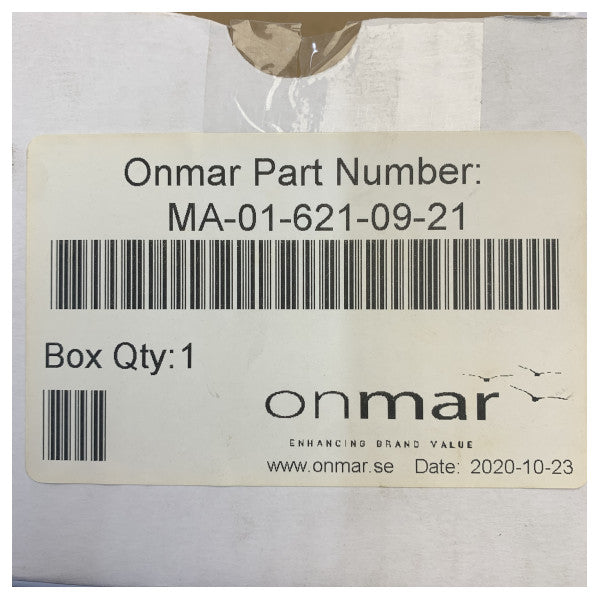 Onmar Part Number:
MA-01-621-09-21
Box Qty:1
onmar
ENHANCING BRAND VALUE
www.onmar.se Date: 2020-10-23